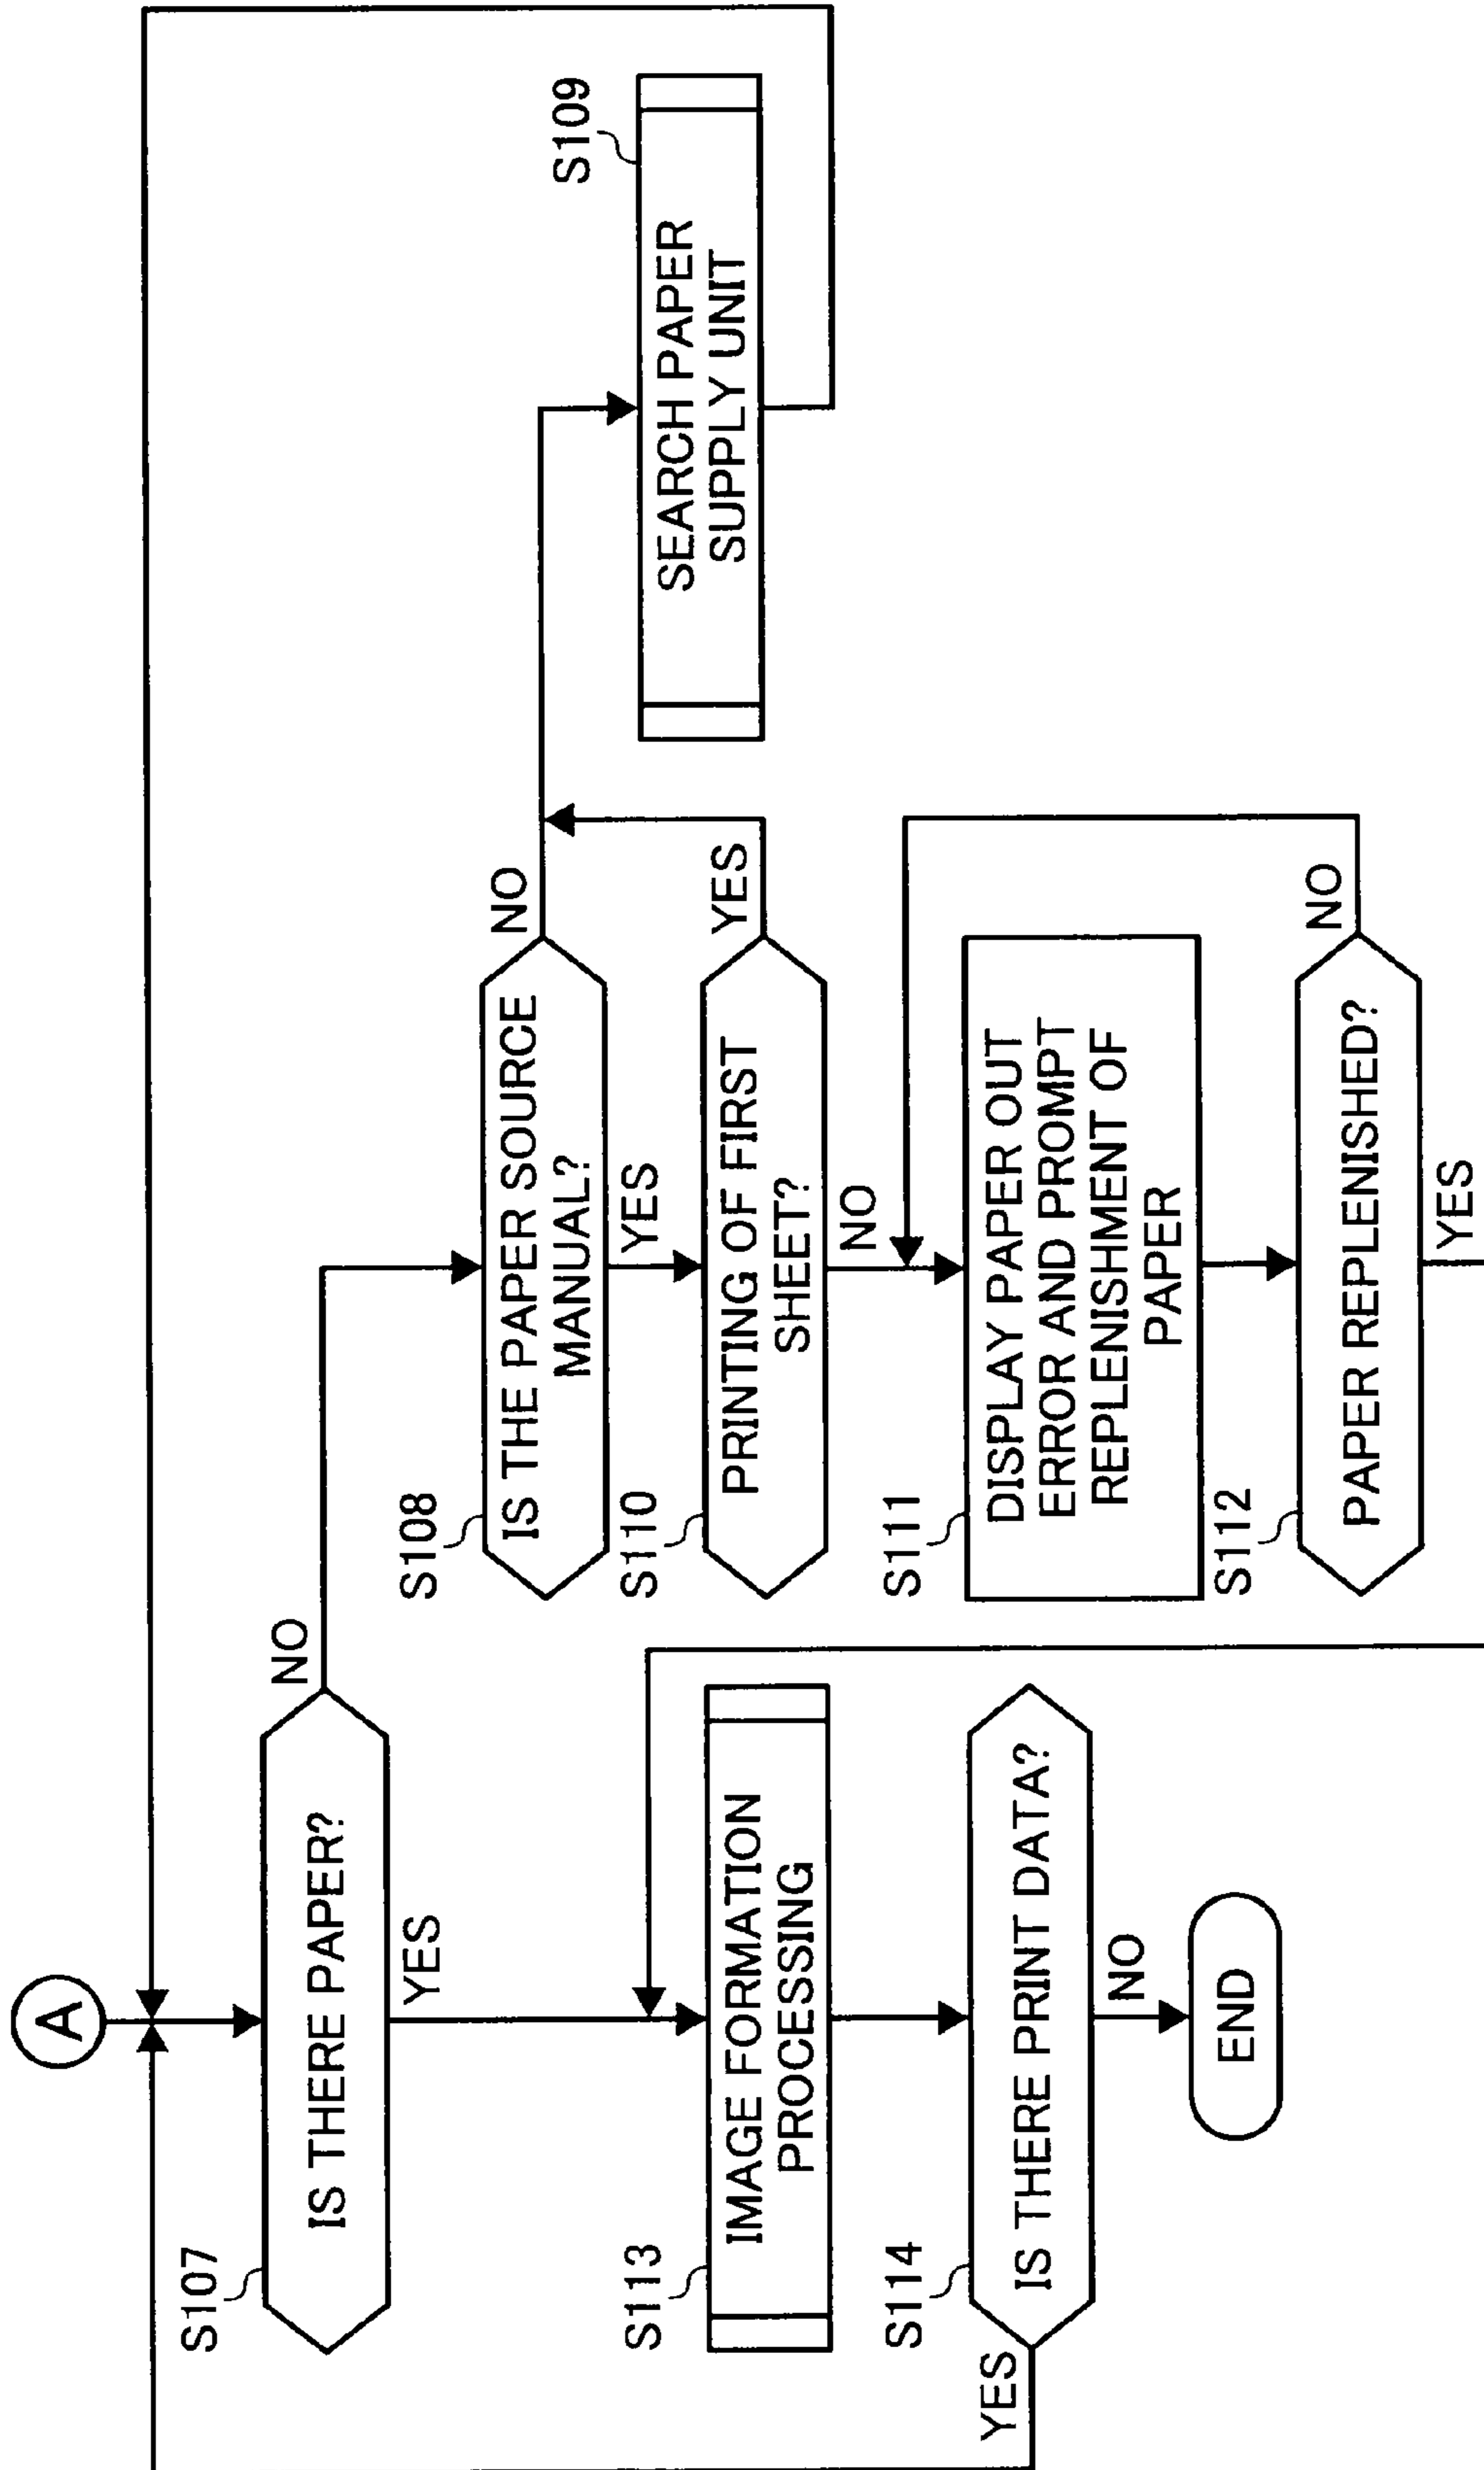 A
S107
IS THERE PAPER?
NO
YES
S108
IS THE PAPER SOURCE
MANUAL?
NO
YES
S109
SEARCH PAPER
SUPPLY UNIT
S110
PRINTING OF FIRST
SHEET?
YES
NO
S111
DISPLAY PAPER OUT
ERROR AND PROMPT
REPLENISHMENT OF
PAPER
S112
PAPER REPLENISHED?
NO
YES
S113
IMAGE FORMATION
PROCESSING
S114
IS THERE PRINT DATA?
YES
NO
END